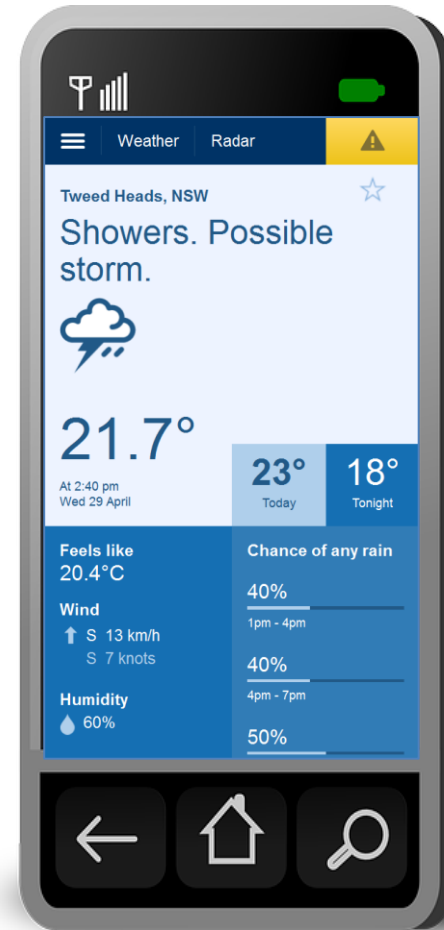 Weather
Radar
Tweed Heads, NSW
Showers. Possible
storm.
21.7°
At 2:40 pm
Wed 29 April
23°
Today
18°
Tonight
Feels like
20.4°C
Wind
S 13 km/h
S 7 knots
Humidity
60%
Chance of any rain
40%
1pm - 4pm
40%
4pm - 7pm
50%